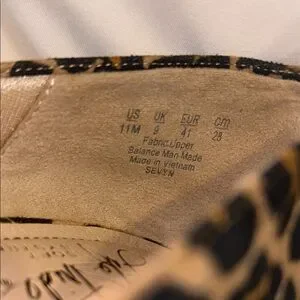 US UK EUR cm
11M 9 41 28
Fabric Upper
Balance Man Made
Made in Vietnam
SEVYN